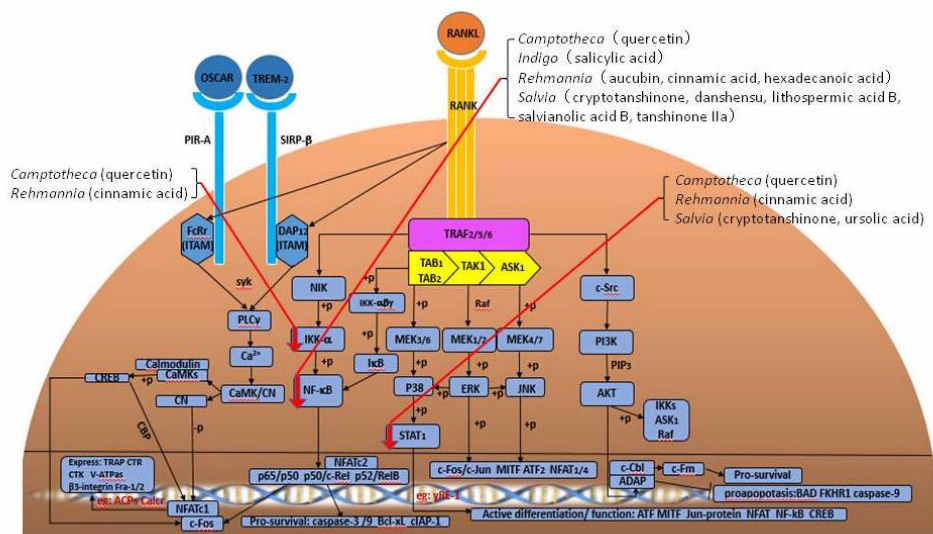 RANKL
OSCAR
TREM-2
RANK
PIR-A
SIRP-β
Camptotheca (quercetin)
Indigo (salicylic acid)
Rehmannia (aucubin, cinnamic acid, hexadecanoic acid)
Salvia (cryptotanshinone, danshensu, lithospermic acid B,
salvianolic acid B, tanshinone IIa)
Camptotheca (quercetin)
Rehmannia (cinnamic acid)
Camptotheca (quercetin)
Rehmannia (cinnamic acid)
Salvia (cryptotanshinone, ursolic acid)
FcRr
(ITAM)
DAP12
(ITAM)
TRAF2/5/6
TAB1
TAB2
TAK1
ASK1
syk
NIK
+p
IKK-αβγ
+p
Raf
+p
c-Src
PLCγ
+p
+p
IKK-α
MEK3/6
MEK1/2
MEK4/7
PI3K
Ca²⁺
+p
IκB
+p
+p
PIP3
Calmodulin
CaMKs
+p
CREB
CaMK/CN
CN
NF-κB
P38
+p
ERK
+p
JNK
AKT
+p
+p
IKKs
ASK1
Raf
CBP
-p
STAT1
+p
+p
Express: TRAP CTR
CTK V-ATPas
β3-integrin Fra-1/2
NFATc2
p65/p50 p50/c-Rel p52/RelB
c-Fos/c-Jun MITF ATF2 NFAT1/4
c-Cbl
ADAP
c-Fm
Pro-survival
proapopotasis:BAD FKHR1 caspase-9
eg: ACPs Calcr
eg: γRE-1
NFATc1
c-Fos
Pro-survival: caspase-3 /9 Bcl-xL cIAP-1
Active differentiation/ function: ATF MITF Jun-protein NFAT NF-kB CREB